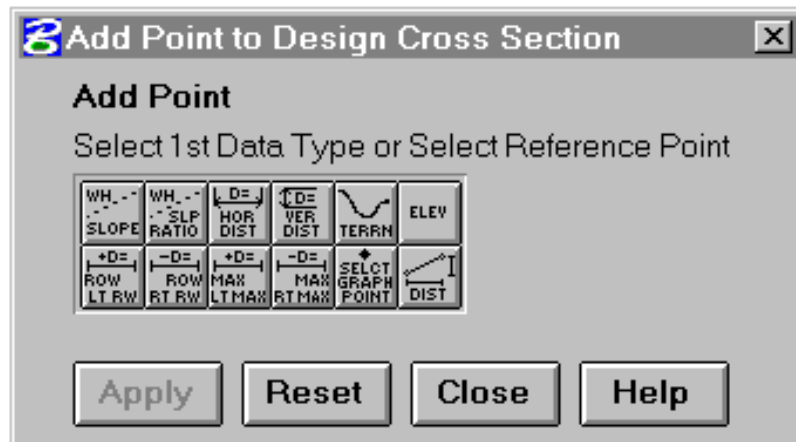 Add Point to Design Cross Section
Add Point
Select 1st Data Type or Select Reference Point
WH
SLOPE
WH
SLP
RATIO
D=
HOR
DIST
D=
VER
DIST
TERRN
ELEV
+D=
ROW
LT RW
-D=
ROW
RT RW
+D=
MAX
LT MAX
-D=
MAX
RT MAX
SELCT
GRAPH
POINT
DIST
Apply
Reset
Close
Help